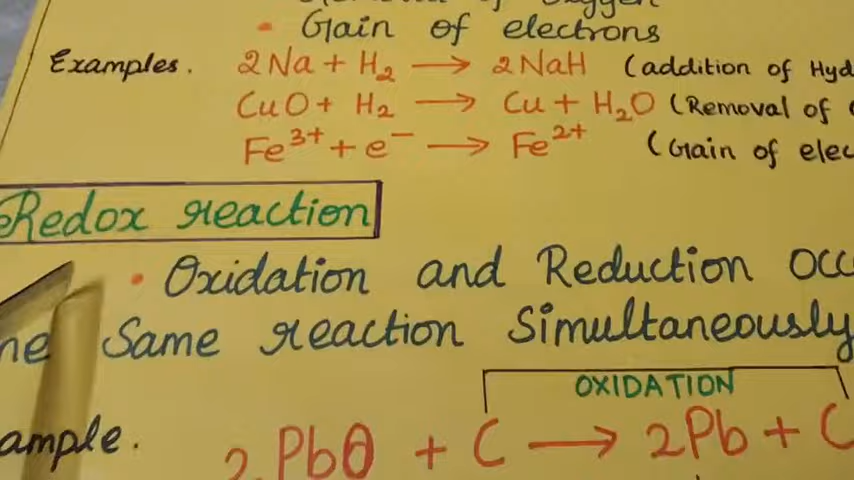 of
• Gain of electrons
Examples. 2Na + H₂ → 2NaH (addition of Hyd
CuO + H₂ → Cu + H₂O (Removal of
Fe³⁺ + e⁻ → Fe²⁺ (Gain of elec
Redox reaction
• Oxidation and Reduction occ
ne Same reaction Simultaneously
OXIDATION
ample. 2PbO + C → 2Pb + C